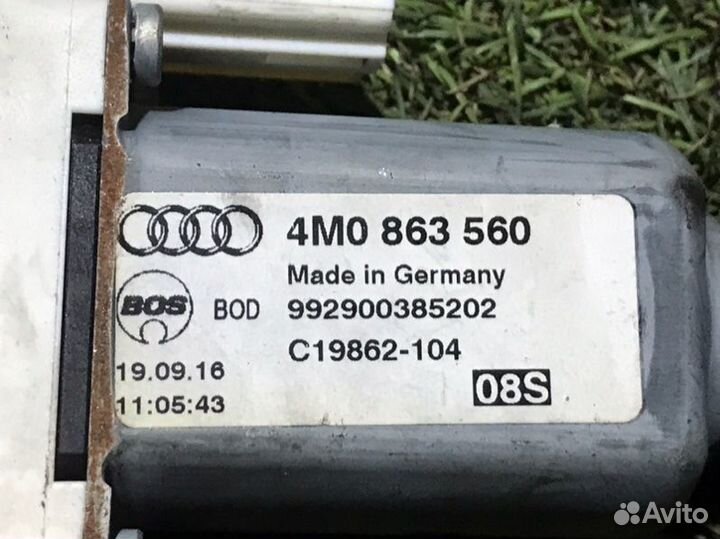 4M0 863 560
Made in Germany
BOS BOD 992900385202
C19862-104
19.09.16
11:05:43
08S
Avito